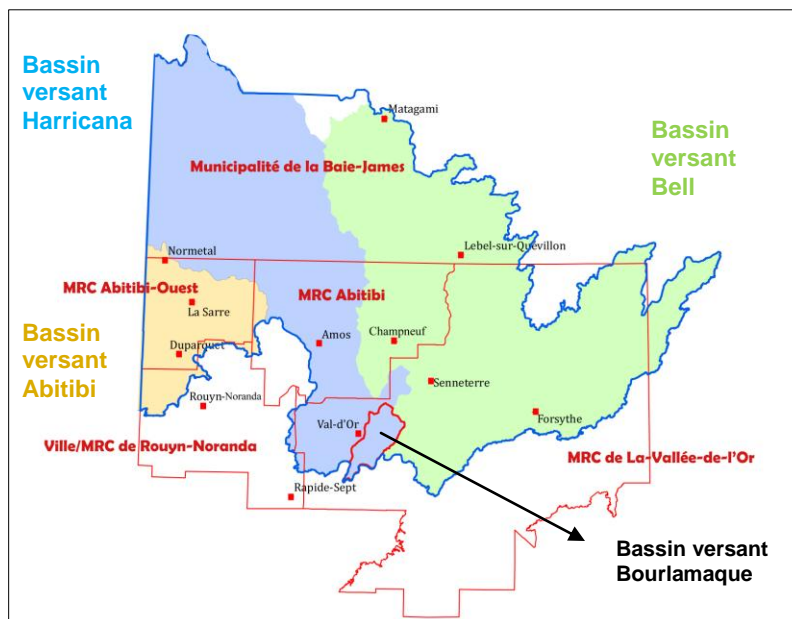 Bassin
versant
Harricana
Matagami
Bassin
versant
Bell
Municipalité de la Baie-James
Normetal
Lebel-sur-Quévillon
MRC Abitibi-Ouest
MRC Abitibi
La Sarre
Bassin
versant
Abitibi
Amos
Champneuf
Duparquet
Senneterre
Rouyn-Noranda
Forsythe
Val-d'Or
Ville/MRC de Rouyn-Noranda
MRC de La-Vallée-de-l'Or
Rapide-Sept
Bassin versant
Bourlamaque